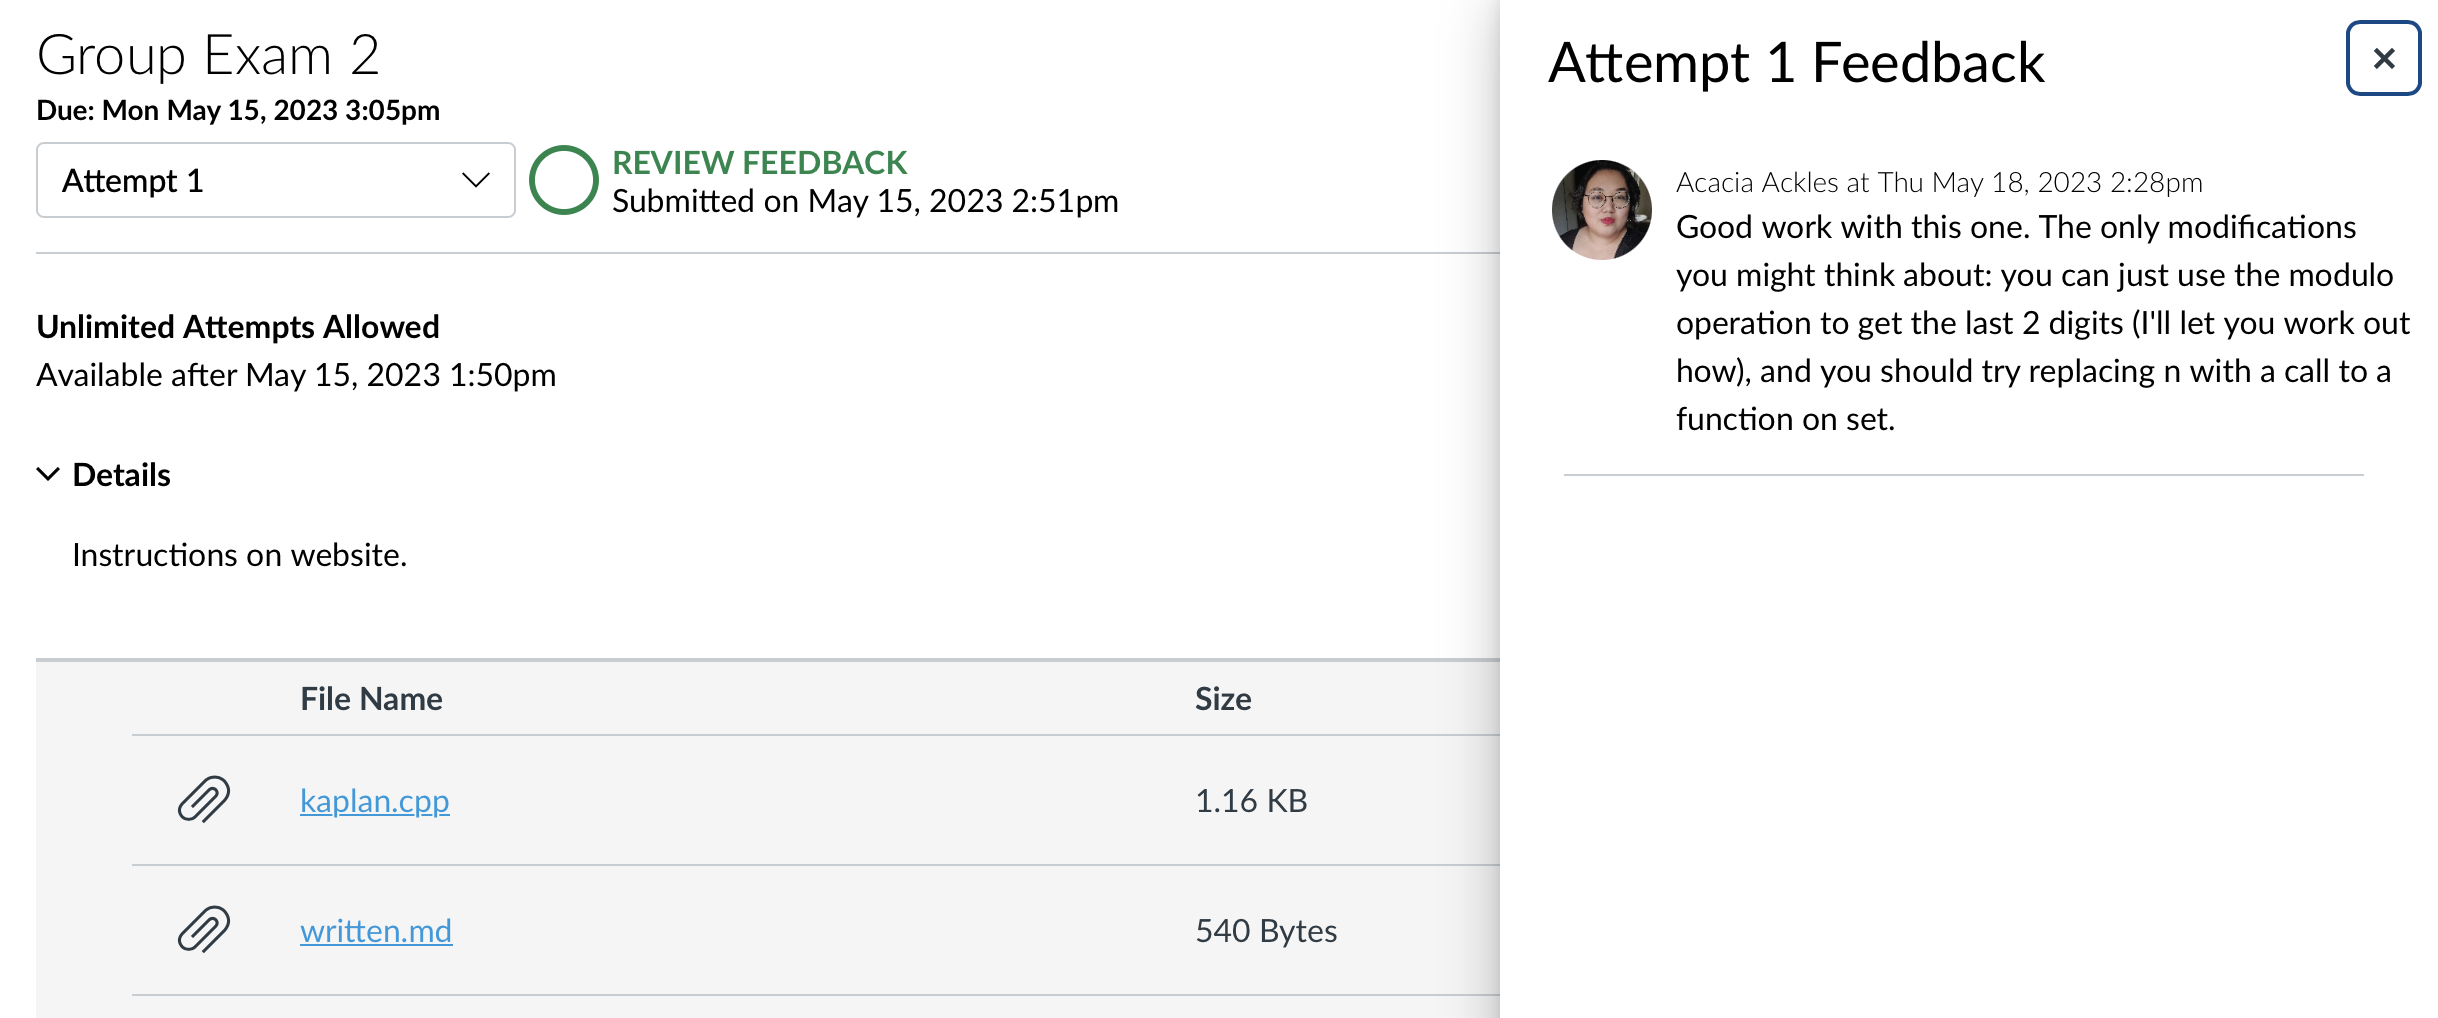 Group Exam 2
Due: Mon May 15, 2023 3:05pm
Attempt 1
REVIEW FEEDBACK
Submitted on May 15, 2023 2:51pm
Unlimited Attempts Allowed
Available after May 15, 2023 1:50pm
Details
Instructions on website.
File Name Size
kaplan.cpp 1.16 KB
written.md 540 Bytes
Attempt 1 Feedback
Acacia Ackles at Thu May 18, 2023 2:28pm
Good work with this one. The only modifications
you might think about: you can just use the modulo
operation to get the last 2 digits (I'll let you work out
how), and you should try replacing n with a call to a
function on set.